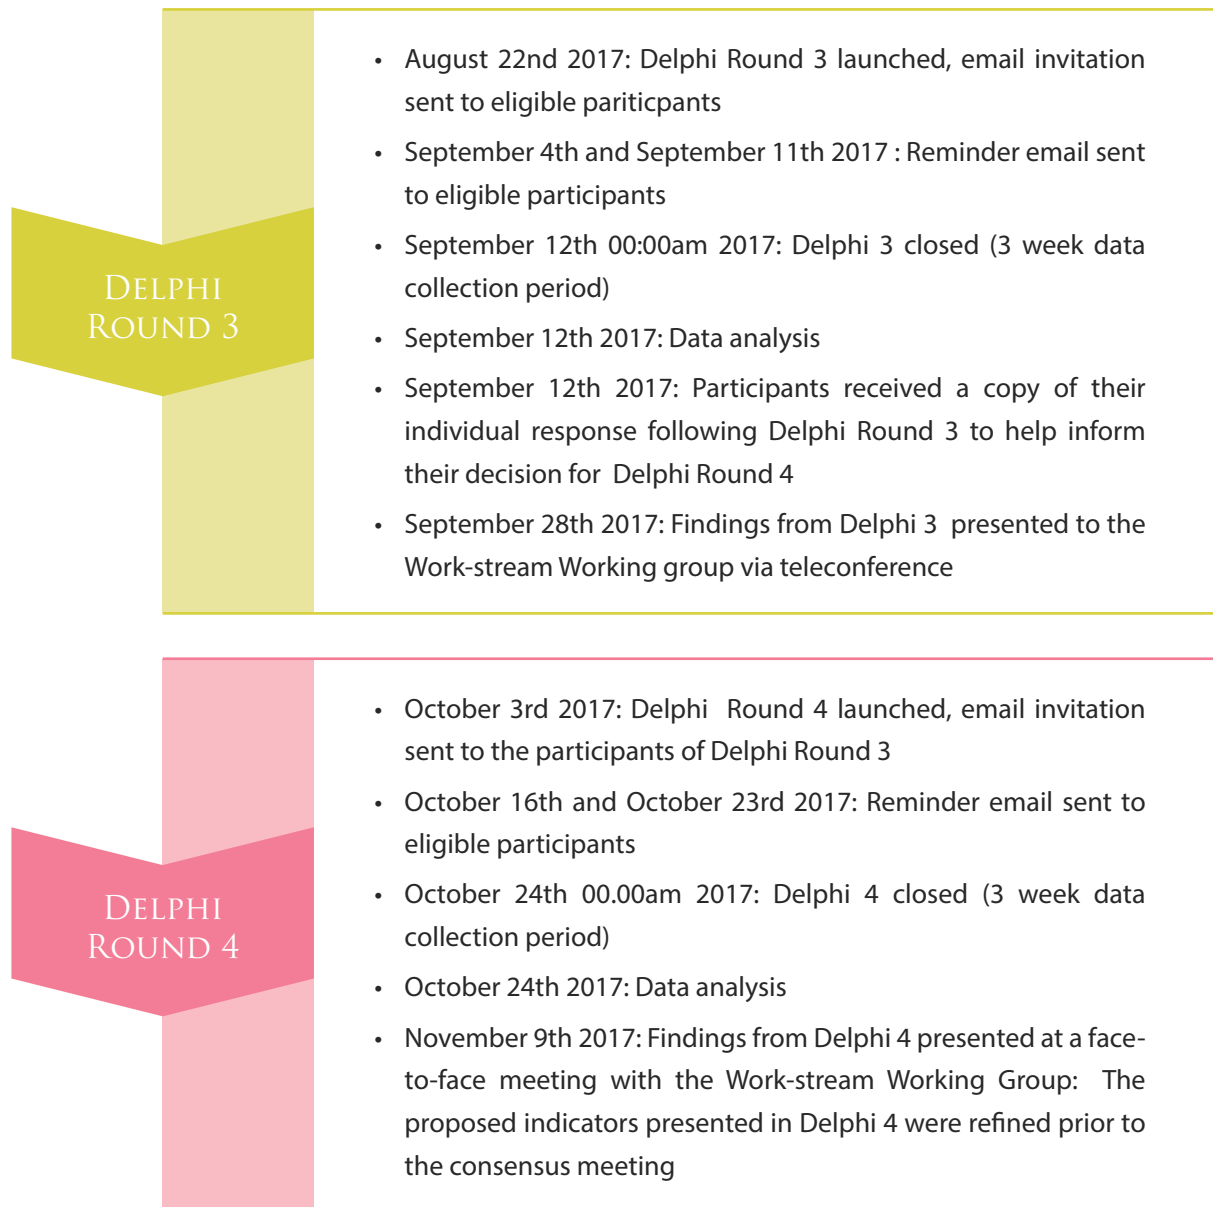 DELPHI
ROUND 3
• August 22nd 2017: Delphi Round 3 launched, email invitation
sent to eligible pariticpants
• September 4th and September 11th 2017 : Reminder email sent
to eligible participants
• September 12th 00:00am 2017: Delphi 3 closed (3 week data
collection period)
• September 12th 2017: Data analysis
• September 12th 2017: Participants received a copy of their
individual response following Delphi Round 3 to help inform
their decision for Delphi Round 4
• September 28th 2017: Findings from Delphi 3 presented to the
Work-stream Working group via teleconference
DELPHI
ROUND 4
• October 3rd 2017: Delphi Round 4 launched, email invitation
sent to the participants of Delphi Round 3
• October 16th and October 23rd 2017: Reminder email sent to
eligible participants
• October 24th 00.00am 2017: Delphi 4 closed (3 week data
collection period)
• October 24th 2017: Data analysis
• November 9th 2017: Findings from Delphi 4 presented at a face-
to-face meeting with the Work-stream Working Group: The
proposed indicators presented in Delphi 4 were refined prior to
the consensus meeting